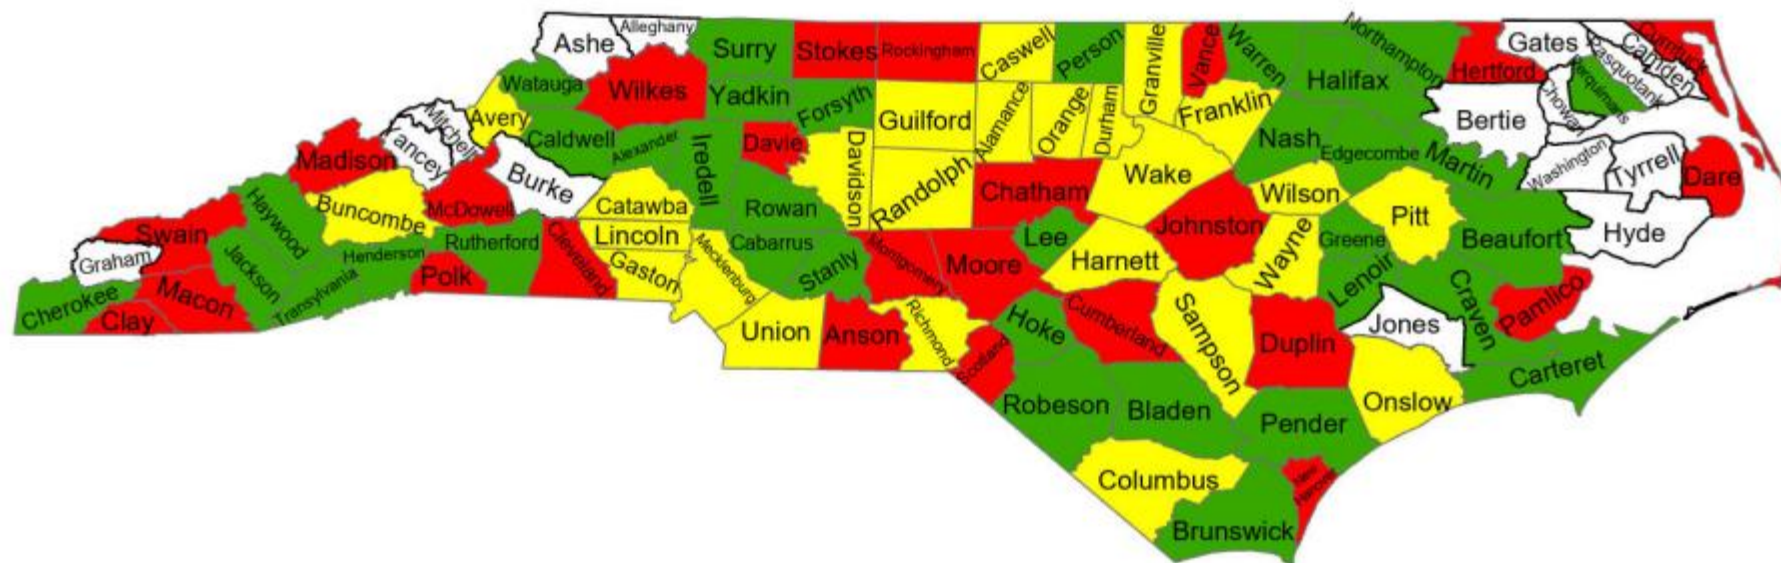 Ashe
Alleghany
Surry
Stokes
Rockingham
Caswell
Person
Granville
Vance
Warren
Northampton
Halifax
Hertford
Gates
Currituck
Camden
Pasquotank
Perquimans
Chowan
Bertie
Watauga
Wilkes
Yadkin
Forsyth
Guilford
Alamance
Orange
Durham
Franklin
Nash
Edgecombe
Martin
Washington
Tyrrell
Dare
Avery
Mitchell
Yancey
Caldwell
Alexander
Iredell
Davie
Davidson
Randolph
Chatham
Wake
Wilson
Pitt
Beaufort
Hyde
Madison
Buncombe
McDowell
Burke
Catawba
Rowan
Lee
Johnston
Wayne
Greene
Swain
Haywood
Graham
Jackson
Henderson
Rutherford
Cleveland
Lincoln
Gaston
Mecklenburg
Cabarrus
Stanly
Montgomery
Moore
Harnett
Lenoir
Craven
Pamlico
Cherokee
Clay
Macon
Transylvania
Polk
Union
Anson
Richmond
Scotland
Hoke
Cumberland
Sampson
Duplin
Jones
Onslow
Carteret
Robeson
Bladen
Pender
Columbus
Brunswick
New
Hanover